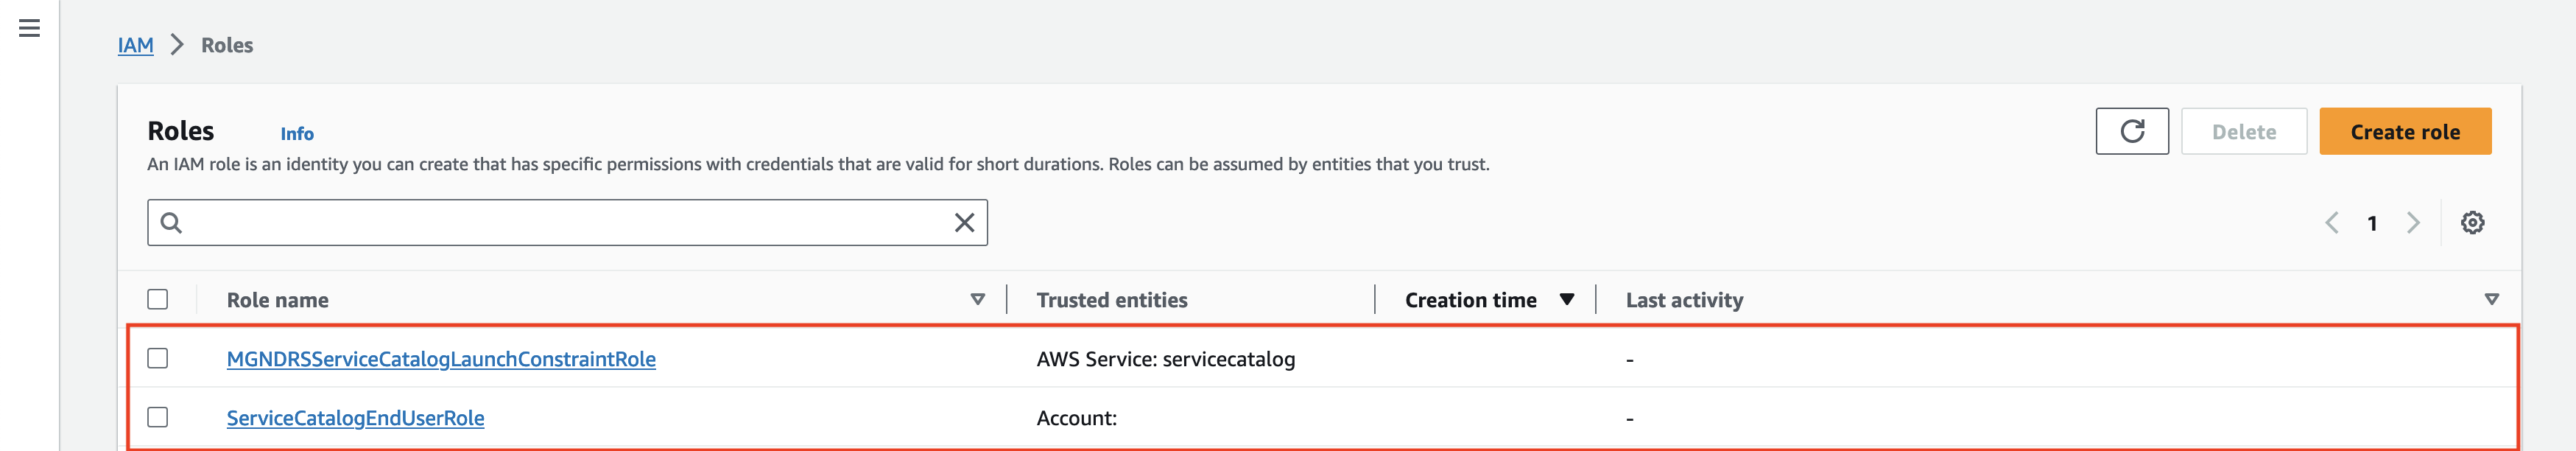 IAM > Roles
Roles Info
Delete
Create role
An IAM role is an identity you can create that has specific permissions with credentials that are valid for short durations. Roles can be assumed by entities that you trust.
1
Role name Trusted entities Creation time Last activity
MGNDRSServiceCatalogLaunchConstraintRole AWS Service: servicecatalog -
ServiceCatalogEndUserRole Account: -